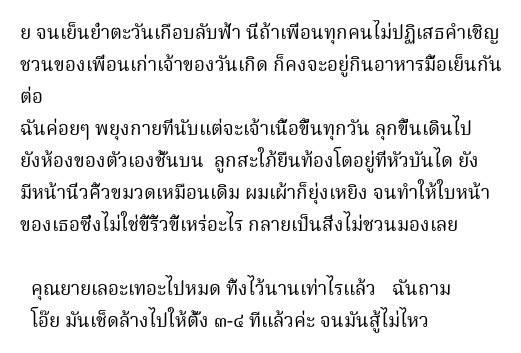 ย จนเย็นย่ำตะวันเกือบลับฟ้า นี่ถ้าเพื่อนทุกคนไม่ปฏิเสธคำเชิญ
ชวนของเพื่อนเก่าเจ้าของวันเกิด ก็คงจะอยู่กินอาหารมื้อเย็นกัน
ต่อ
ฉันค่อยๆ พยุงกายที่นับแต่จะเจ้าเนื้อขึ้นทุกวัน ลุกขึ้นเดินไป
ยังห้องของตัวเองชั้นบน ลูกสะใภ้ยืนท้องโตอยู่ที่หัวบันได ยัง
มีหน้านิ่วคิ้วขมวดเหมือนเดิม ผมเผ้าก็ยุ่งเหยิง จนทำให้ใบหน้า
ของเธอซึ่งไม่ใช่ขี้ริ้วขี้เหร่อะไร กลายเป็นสิ่งไม่ชวนมองเลย
คุณยายเลอะเทอะไปหมด ทิ้งไว้นานเท่าไรแล้ว ฉันถาม
โอ๊ย มันเช็ดล้างไปให้ตั้ง ๓-๔ ทีแล้วค่ะ จนมันสู้ไม่ไหว